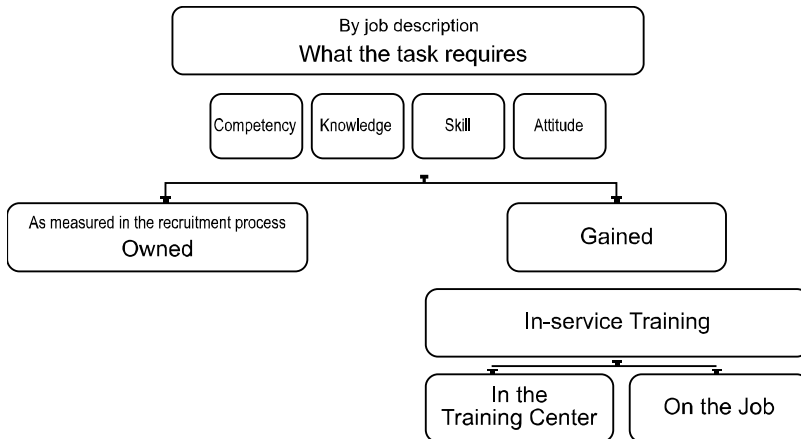 By job description
What the task requires
Competency
Knowledge
Skill
Attitude
As measured in the recruitment process
Owned
Gained
In-service Training
In the
Training Center
On the Job